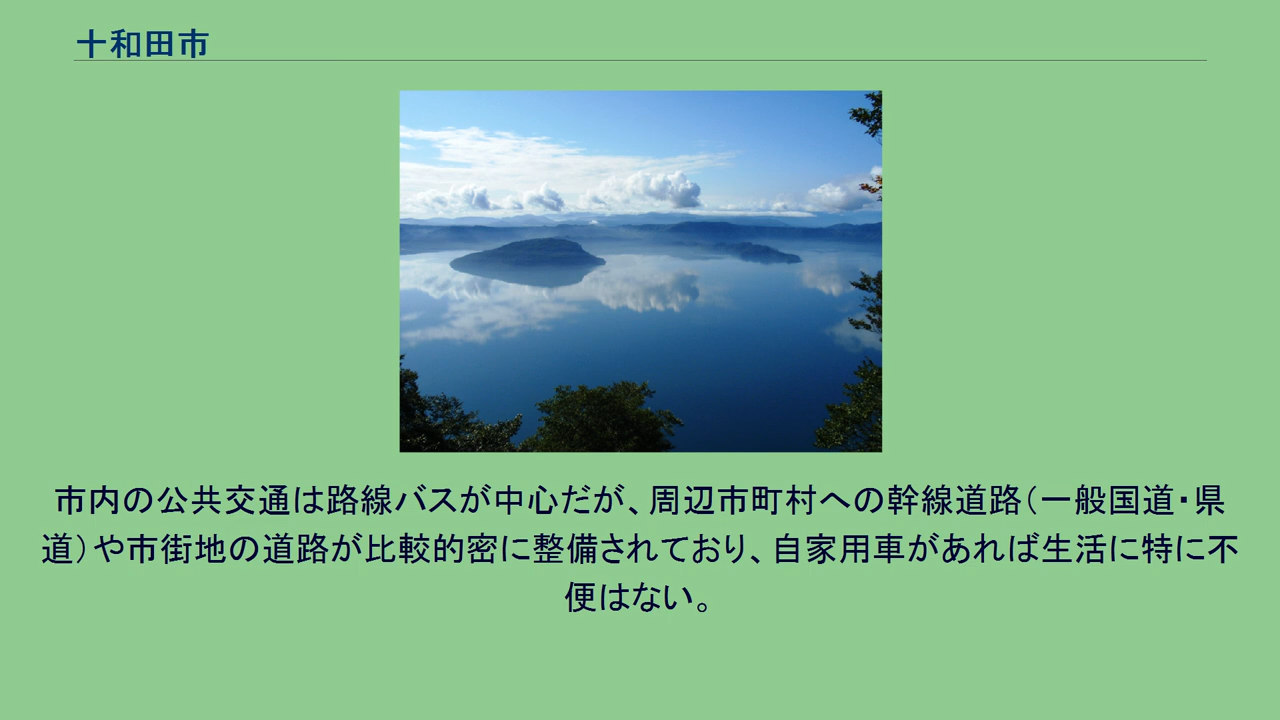 十和田市
市内の公共交通は路線バスが中心だが、周辺市町村への幹線道路（一般国道・県
道）や市街地の道路が比較的密に整備されており、自家用車があれば生活に特に不
便はない。